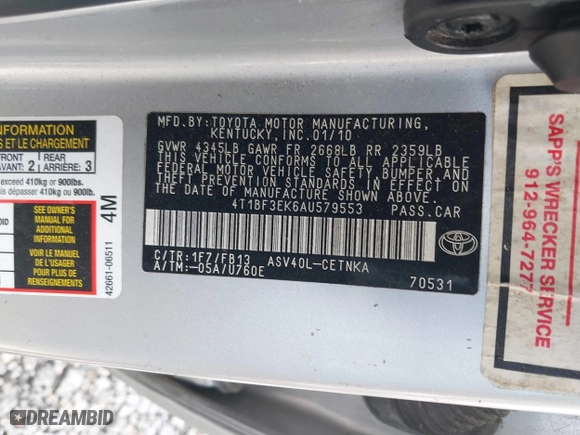 INFORMATION
ET LE CHARGEMENT
FRONT
AVANT: 2
REAR
ARRIÈRE: 3
exceed 410kg or 900lbs.
dépasser 410kg ou 900lbs.
SEE OWNER'S
MANUAL FOR
ADDITIONAL
INFORMATION
VOIR LE MANUEL
DE L'USAGER
POUR PLUS DE
RENSEIGNEMENTS
4M
42661-06511
MFD.BY:TOYOTA MOTOR MANUFACTURING,
KENTUCKY, INC.01/10
GVWR 4345LB GAWR FR 2668LB RR 2359LB
THIS VEHICLE CONFORMS TO ALL APPLICABLE
FEDERAL MOTOR VEHICLE SAFETY,BUMPER,AND
THEFT PREVENTION STANDARDS IN EFFECT ON
THE DATE OF MANUFACTURE SHOWN ABOVE.
4T1BF3EK6AU579553 PASS.CAR
C/TR:1F7/FB13
A/TM:-05A/U760E
ASV40L-CETNKA
TOYOTA
70531
SAPP'S WRECKER SERVICE
912-964-7277
DREAMBID